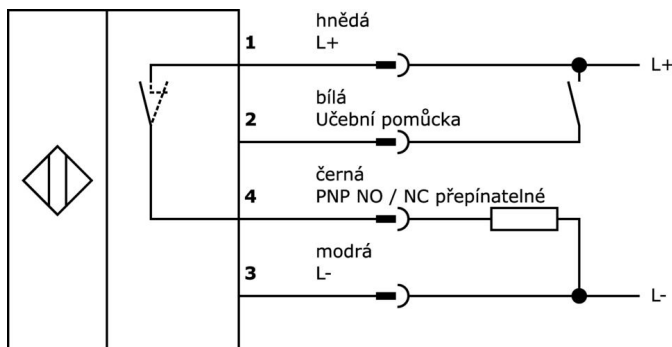 hnědá
1 L+ L+
bílá
2 Učební pomůcka
černá
4 PNP NO / NC přepínatelné
modrá
3 L- L-